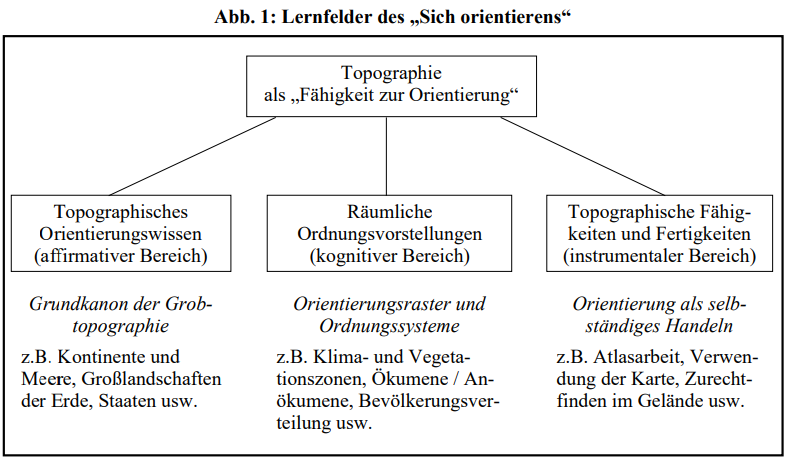 Abb. 1: Lernfelder des „Sich orientierens“
Topographie
als „Fähigkeit zur Orientierung“
Topographisches
Orientierungswissen
(affirmativer Bereich)
Räumliche
Ordnungsvorstellungen
(kognitiver Bereich)
Topographische Fähig-
keiten und Fertigkeiten
(instrumentaler Bereich)
Grundkanon der Grob-
topographie
z.B. Kontinente und
Meere, Großlandschaften
der Erde, Staaten usw.
Orientierungsraster und
Ordnungssysteme
z.B. Klima- und Vegeta-
tionszonen, Ökumene / An-
ökumene, Bevölkerungsver-
teilung usw.
Orientierung als selb-
ständiges Handeln
z.B. Atlasarbeit, Verwen-
dung der Karte, Zurecht-
finden im Gelände usw.